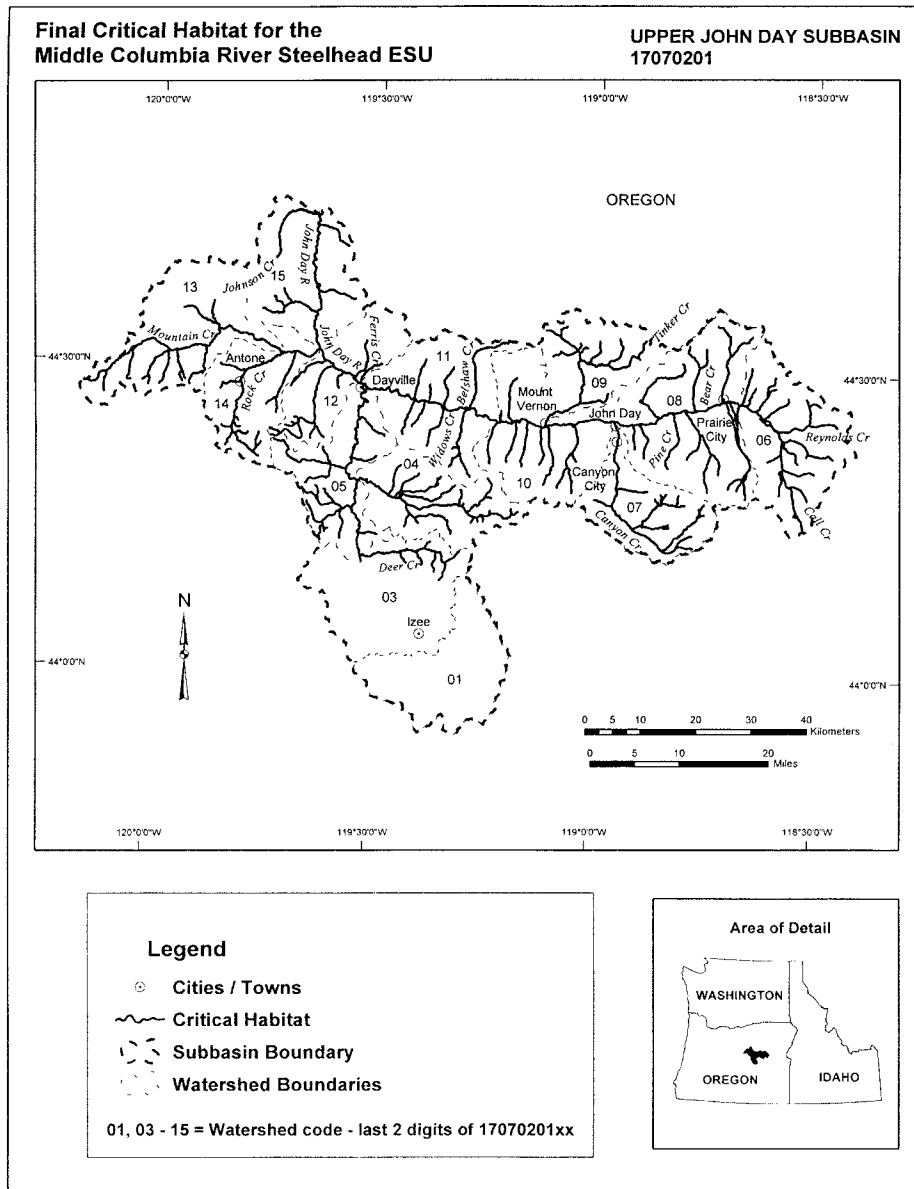 Final Critical Habitat for the
Middle Columbia River Steelhead ESU
UPPER JOHN DAY SUBBASIN
17070201
120°0'0"W
119°30'0"W
119°0'0"W
118°30'0"W
OREGON
John Day R
Johnson Cr
15
13
Mountain Cr
44°30'0"N
Antone
John Day R
Ferris Cr
Dayville
11
Belshaw Cr
Tinker Cr
09
Mount
Vernon
John Day
08
Bear Cr
44°30'0"N
Prairie
City
06
Reynolds Cr
Rock Cr
14
12
Widows Cr
04
05
10
Canyon
City
Pine Cr
07
Canyon Cr
Call Cr
Deer Cr
03
Izee
01
N
44°0'0"N
44°0'0"N
0 5 10 20 30 40
Kilometers
0 5 10 20
Miles
120°0'0"W
119°30'0"W
119°0'0"W
118°30'0"W
Legend
Cities / Towns
Critical Habitat
Subbasin Boundary
Watershed Boundaries
01, 03 - 15 = Watershed code - last 2 digits of 17070201xx
Area of Detail
WASHINGTON
OREGON
IDAHO